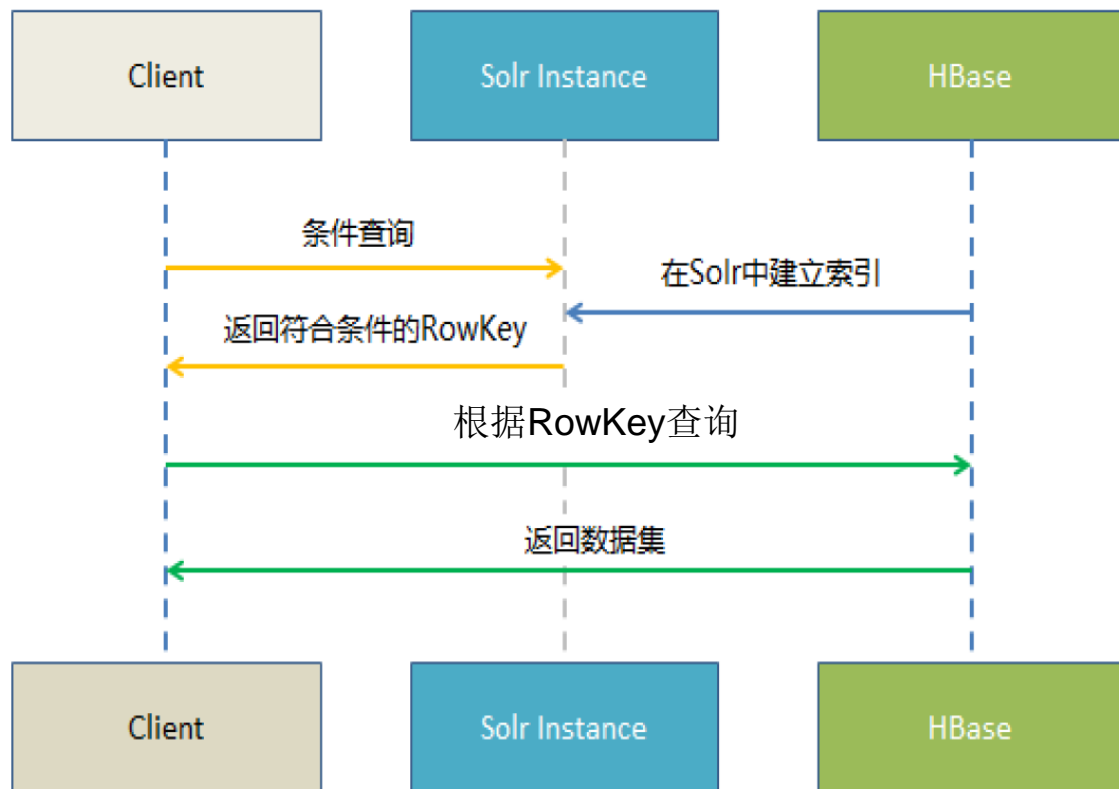 Client
Solr Instance
HBase
条件查询
在Solr中建立索引
返回符合条件的RowKey
根据RowKey查询
返回数据集
Client
Solr Instance
HBase